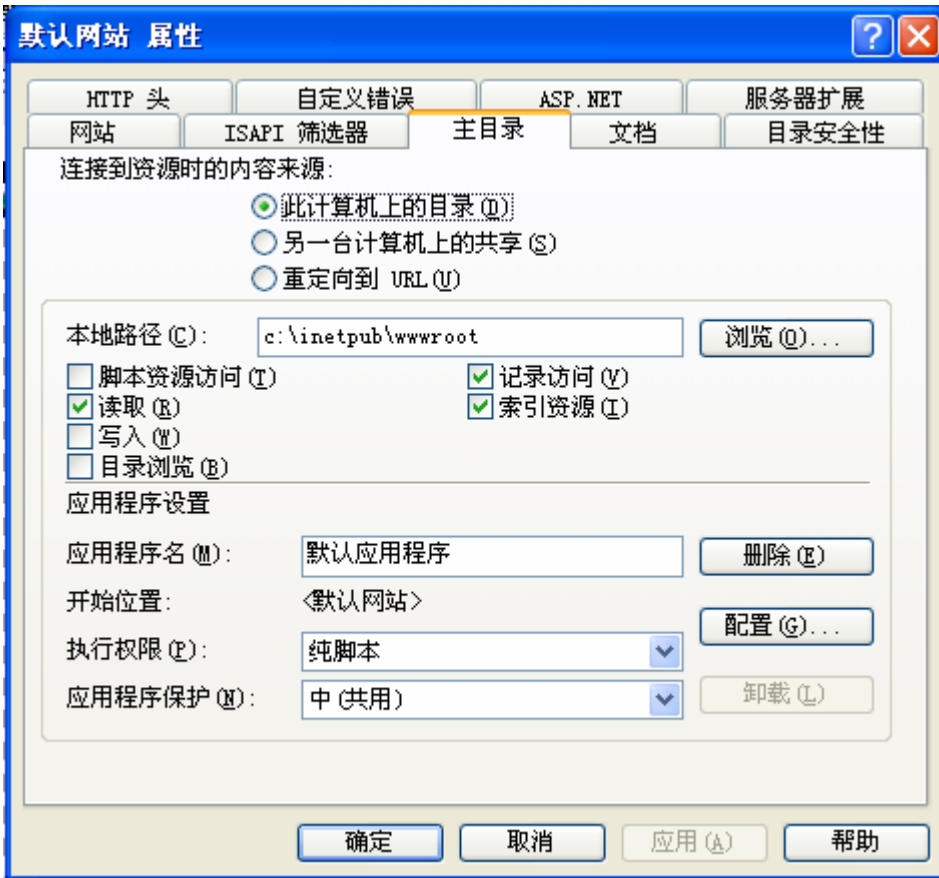 默认网站 属性
HTTP 头 自定义错误 ASP.NET 服务器扩展
网站 ISAPI 筛选器 主目录 文档 目录安全性
连接到资源时的内容来源:
此计算机上的目录(D)
另一台计算机上的共享(S)
重定向到 URL(U)
本地路径(C): c:\inetpub\wwwroot 浏览(O)...
脚本资源访问(T) 记录访问(V)
读取(R) 索引资源(I)
写入(W)
目录浏览(B)
应用程序设置
应用程序名(M): 默认应用程序 删除(E)
开始位置: <默认网站>
配置(G)...
执行权限(P): 纯脚本
应用程序保护(N): 中(共用) 卸载(L)
确定 取消 应用(A) 帮助